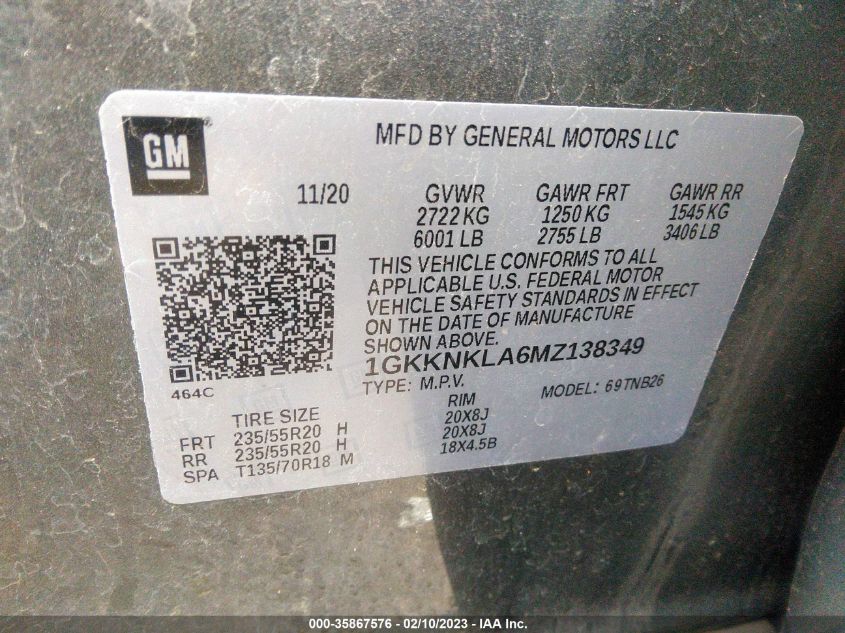 GM
MFD BY GENERAL MOTORS LLC
11/20 GVWR GAWR FRT GAWR RR
2722 KG 1250 KG 1545 KG
6001 LB 2755 LB 3406 LB
THIS VEHICLE CONFORMS TO ALL
APPLICABLE U.S. FEDERAL MOTOR
VEHICLE SAFETY STANDARDS IN EFFECT
ON THE DATE OF MANUFACTURE
SHOWN ABOVE.
1GKKNKLA6MZ138349
464C
TYPE: M.P.V. MODEL: 69TNB26
TIRE SIZE RIM
FRT 235/55R20 H 20X8J
RR 235/55R20 H 20X8J
SPA T135/70R18 M 18X4.5B
000-35867576 - 02/10/2023 - IAA Inc.